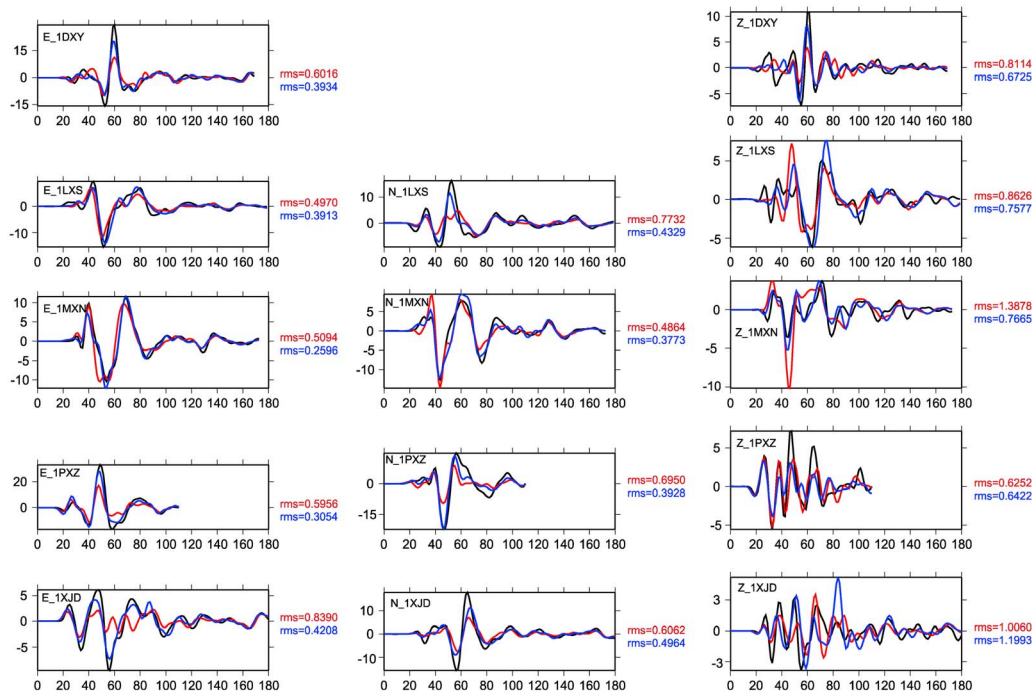 E_1DXY
15
0
-15
rms=0.6016
rms=0.3934
0 20 40 60 80 100 120 140 160 180
Z_1DXY
10
5
0
-5
rms=0.8114
rms=0.6725
0 20 40 60 80 100 120 140 160 180
E_1LXS
0
-10
rms=0.4970
rms=0.3913
0 20 40 60 80 100 120 140 160 180
N_1LXS
10
0
rms=0.7732
rms=0.4329
0 20 40 60 80 100 120 140 160 180
Z_1LXS
5
0
-5
rms=0.8626
rms=0.7577
0 20 40 60 80 100 120 140 160 180
E_1MXN
10
5
0
-5
-10
rms=0.5094
rms=0.2596
0 20 40 60 80 100 120 140 160 180
N_1MXN
5
0
-5
-10
rms=0.4864
rms=0.3773
0 20 40 60 80 100 120 140 160 180
Z_1MXN
0
-5
-10
rms=1.3878
rms=0.7665
0 20 40 60 80 100 120 140 160 180
E_1PXZ
20
0
rms=0.5956
rms=0.3054
0 20 40 60 80 100 120 140 160 180
N_1PXZ
0
-15
rms=0.6950
rms=0.3928
0 20 40 60 80 100 120 140 160 180
Z_1PXZ
5
0
-5
rms=0.6252
rms=0.6422
0 20 40 60 80 100 120 140 160 180
E_1XJD
5
0
-5
rms=0.8390
rms=0.4208
0 20 40 60 80 100 120 140 160 180
N_1XJD
10
0
-10
rms=0.6062
rms=0.4964
0 20 40 60 80 100 120 140 160 180
Z_1XJD
3
0
-3
rms=1.0060
rms=1.1993
0 20 40 60 80 100 120 140 160 180